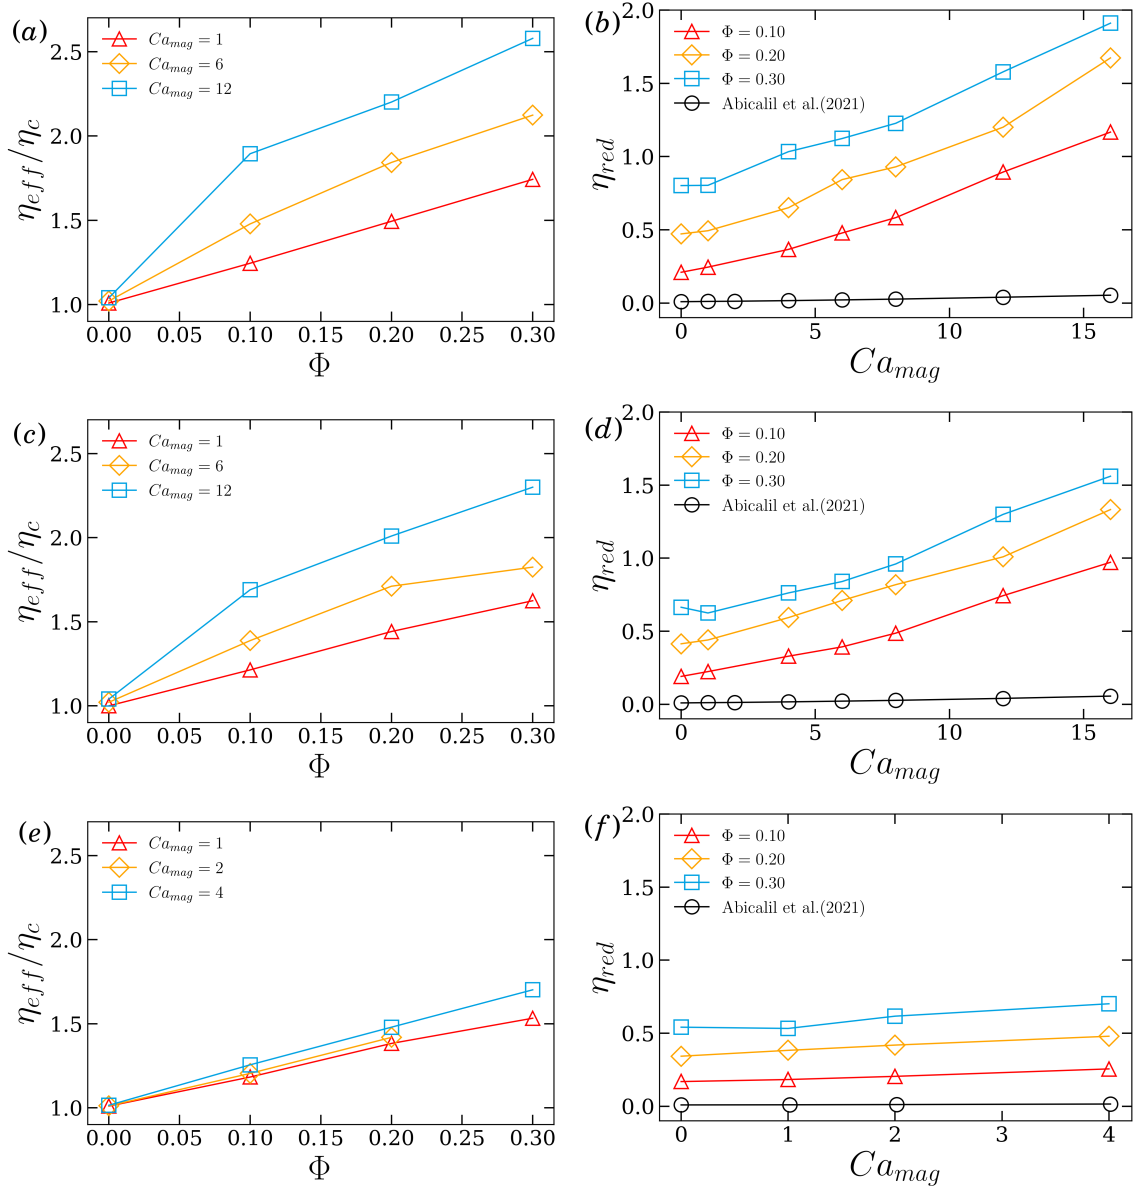 (a)
Ca_mag = 1
Ca_mag = 6
Ca_mag = 12
η_eff/η_c
2.5
2.0
1.5
1.0
0.00 0.05 0.10 0.15 0.20 0.25 0.30
Φ
(b)
Φ = 0.10
Φ = 0.20
Φ = 0.30
Abicalil et al.(2021)
η_red
2.0
1.5
1.0
0.5
0.0
0 5 10 15
Ca_mag
(c)
Ca_mag = 1
Ca_mag = 6
Ca_mag = 12
η_eff/η_c
2.5
2.0
1.5
1.0
0.00 0.05 0.10 0.15 0.20 0.25 0.30
Φ
(d)
Φ = 0.10
Φ = 0.20
Φ = 0.30
Abicalil et al.(2021)
η_red
2.0
1.5
1.0
0.5
0.0
0 5 10 15
Ca_mag
(e)
Ca_mag = 1
Ca_mag = 2
Ca_mag = 4
η_eff/η_c
2.5
2.0
1.5
1.0
0.00 0.05 0.10 0.15 0.20 0.25 0.30
Φ
(f)
Φ = 0.10
Φ = 0.20
Φ = 0.30
Abicalil et al.(2021)
η_red
2.0
1.5
1.0
0.5
0.0
0 1 2 3 4
Ca_mag